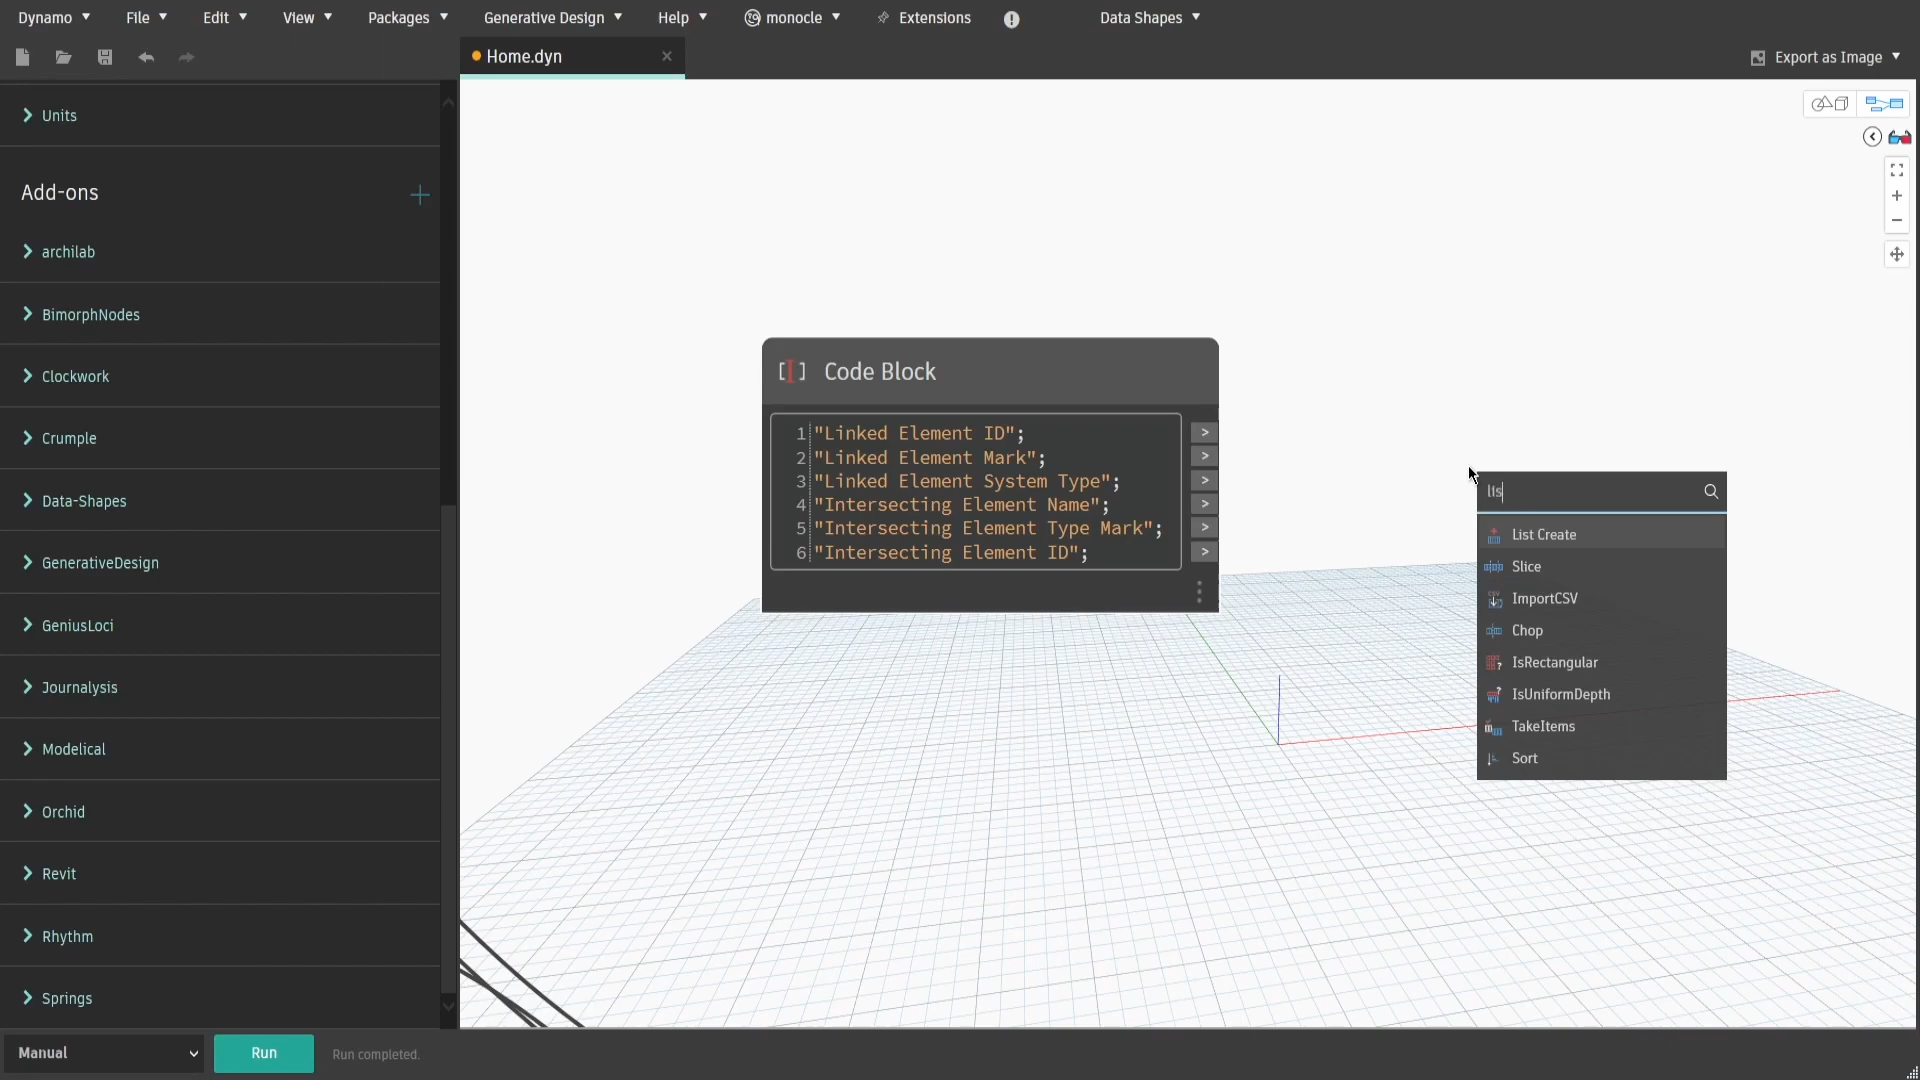 Dynamo File Edit View Packages Generative Design Help monocle Extensions Data Shapes
Home.dyn
Export as Image
Units
Add-ons
archilab
BimorphNodes
Clockwork
Crumple
Data-Shapes
GenerativeDesign
GeniusLoci
Journalysis
Modelical
Orchid
Revit
Rhythm
Springs
Code Block
1 "Linked Element ID";
2 "Linked Element Mark";
3 "Linked Element System Type";
4 "Intersecting Element Name";
5 "Intersecting Element Type Mark";
6 "Intersecting Element ID";
lis
List Create
Slice
ImportCSV
Chop
IsRectangular
IsUniformDepth
TakeItems
Sort
Manual Run Run completed.